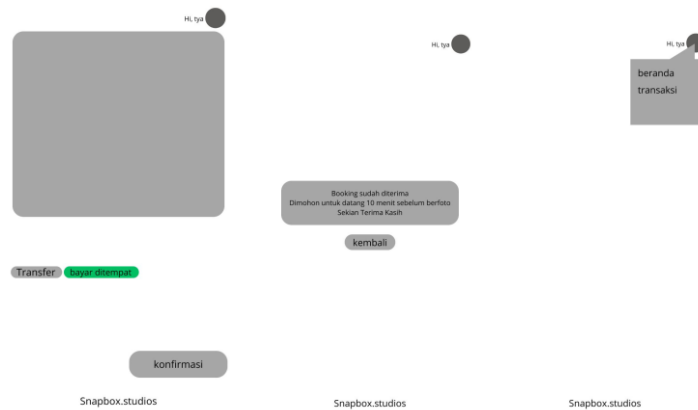 Hi, tya
Transfer
bayar ditempat
konfirmasi
Snapbox.studios
Hi, tya
Booking sudah diterima
Dimohon untuk datang 10 menit sebelum berfoto
Sekian Terima Kasih
kembali
Snapbox.studios
Hi, tya
beranda
transaksi
Snapbox.studios